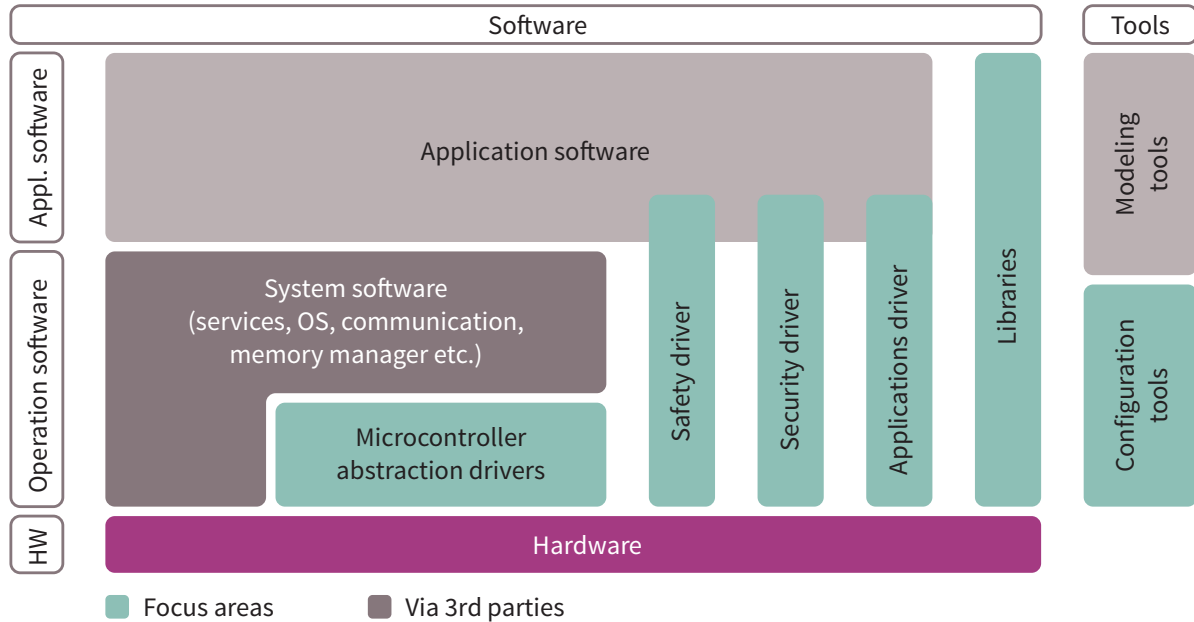 Software
Tools
Appl. software
Application software
Modeling
tools
Operation software
System software
(services, OS, communication,
memory manager etc.)
Microcontroller
abstraction drivers
Safety driver
Security driver
Applications driver
Libraries
Configuration
tools
HW
Hardware
Focus areas
Via 3rd parties